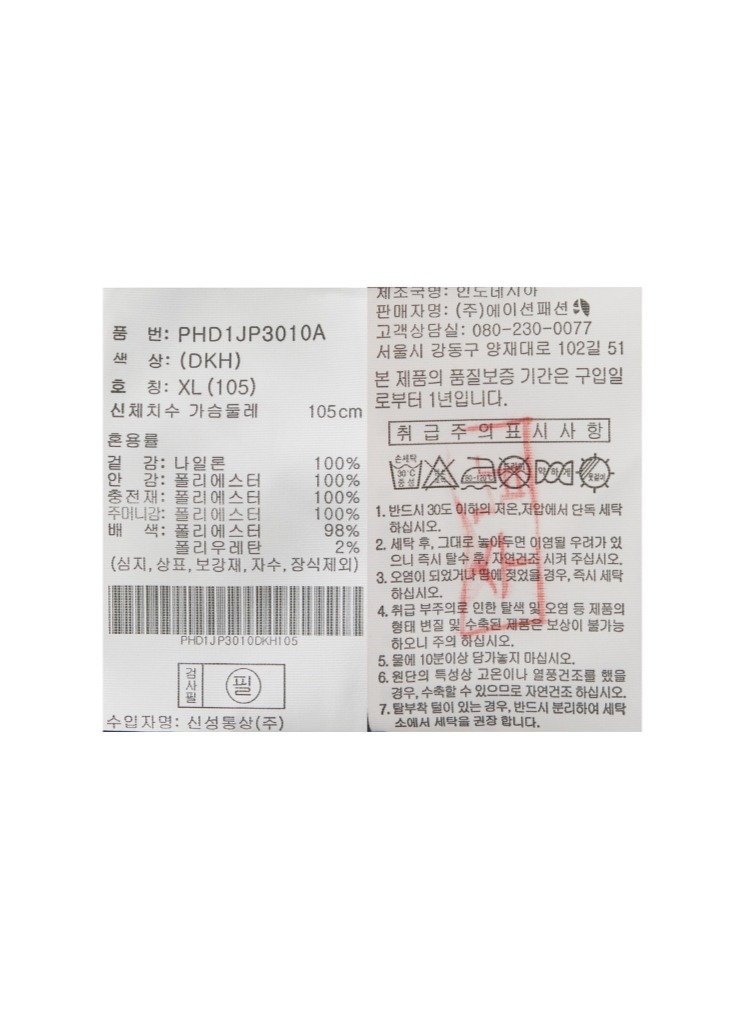 품 번: PHD1JP3010A
색 상: (DKH)
호 칭: XL (105)
신체치수 가슴둘레 105cm
혼용률
겉 감: 나일론 100%
안 감: 폴리에스터 100%
충전재: 폴리에스터 100%
주머니감: 폴리에스터 100%
배 색: 폴리에스터 98%
폴리우레탄 2%
(심지, 상표, 보강재, 자수, 장식제외)
PHD1JP3010DKH105
검사필 필
수입자명: 신성통상(주)
제조국명: 인도네시아
판매자명: (주)에이션패션
고객상담실: 080-230-0077
서울시 강동구 양재대로 102길 51
본 제품의 품질보증 기간은 구입일
로부터 1년입니다.
취급주의표시사항
손세탁 30℃ 중성 80~120℃ 드라이 약하게 옷걸이
1. 반드시 30도 이하의 저온,저압에서 단독 세탁
하십시오.
2. 세탁 후, 그대로 놓아두면 이염될 우려가 있
으니 즉시 탈수 후, 자연건조 시켜 주십시오.
3. 오염이 되었거나 땀에 젖었을 경우, 즉시 세탁
하십시오.
4. 취급 부주의로 인한 탈색 및 오염 등 제품의
형태 변질 및 수축된 제품은 보상이 불가능
하오니 주의 하십시오.
5. 물에 10분이상 담가놓지 마십시오.
6. 원단의 특성상 고온이나 열풍건조를 했을
경우, 수축할 수 있으므로 자연건조 하십시오.
7. 탈부착 털이 있는 경우, 반드시 분리하여 세탁
소에서 세탁을 권장 합니다.